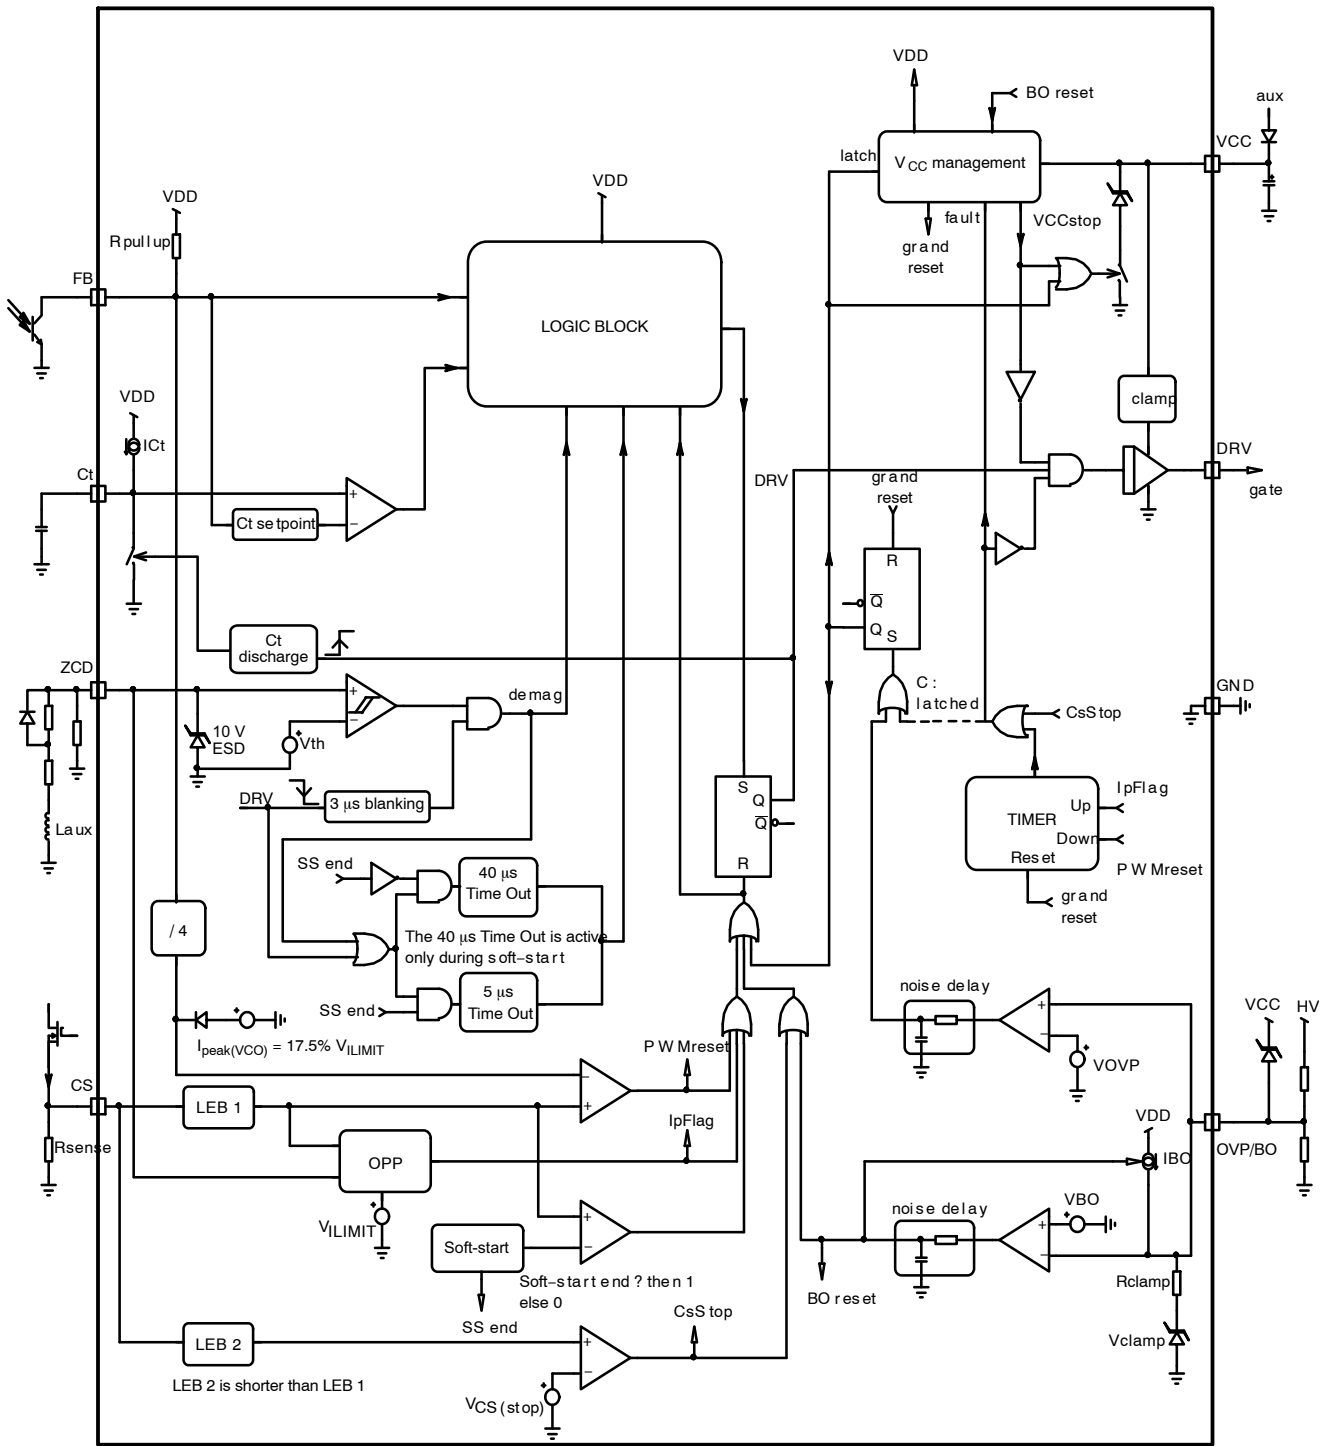 VDD
BO reset
aux
VCC
latch
VCC management
VDD
VDD
fault
VCCstop
Rpullup
grand
reset
FB
LOGIC BLOCK
VDD
clamp
ICt
DRV
Ct
grand
reset
DRV
gate
+
−
Ct setpoint
R
Q
Q
S
Ct
discharge
ZCD
GND
demag
C:
latched
CsStop
+
−
10 V
ESD
Vth
S
Q
Q
R
DRV
3 μs blanking
IpFlag
Up
TIMER
Down
Reset
PWMreset
Laux
SS end
40 μs
Time Out
grand
reset
/ 4
The 40 μs Time Out is active
only during soft−start
5 μs
Time Out
SS end
noise delay
+
−
VCC
HV
Ipeak(VCO) = 17.5% VILIMIT
PWMreset
VOVP
−
+
CS
LEB 1
VDD
IpFlag
Rsense
OPP
IBO
OVP/BO
VILIMIT
+
−
noise delay
VBO
+
−
Soft-start
Soft−start end ? then 1
else 0
Rclamp
BO reset
CsStop
SS end
LEB 2
+
−
Vclamp
LEB 2 is shorter than LEB 1
VCS(stop)